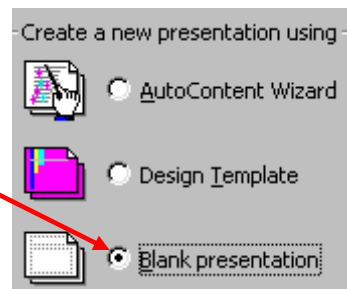 Create a new presentation using
AutoContent Wizard
Design Template
Blank presentation